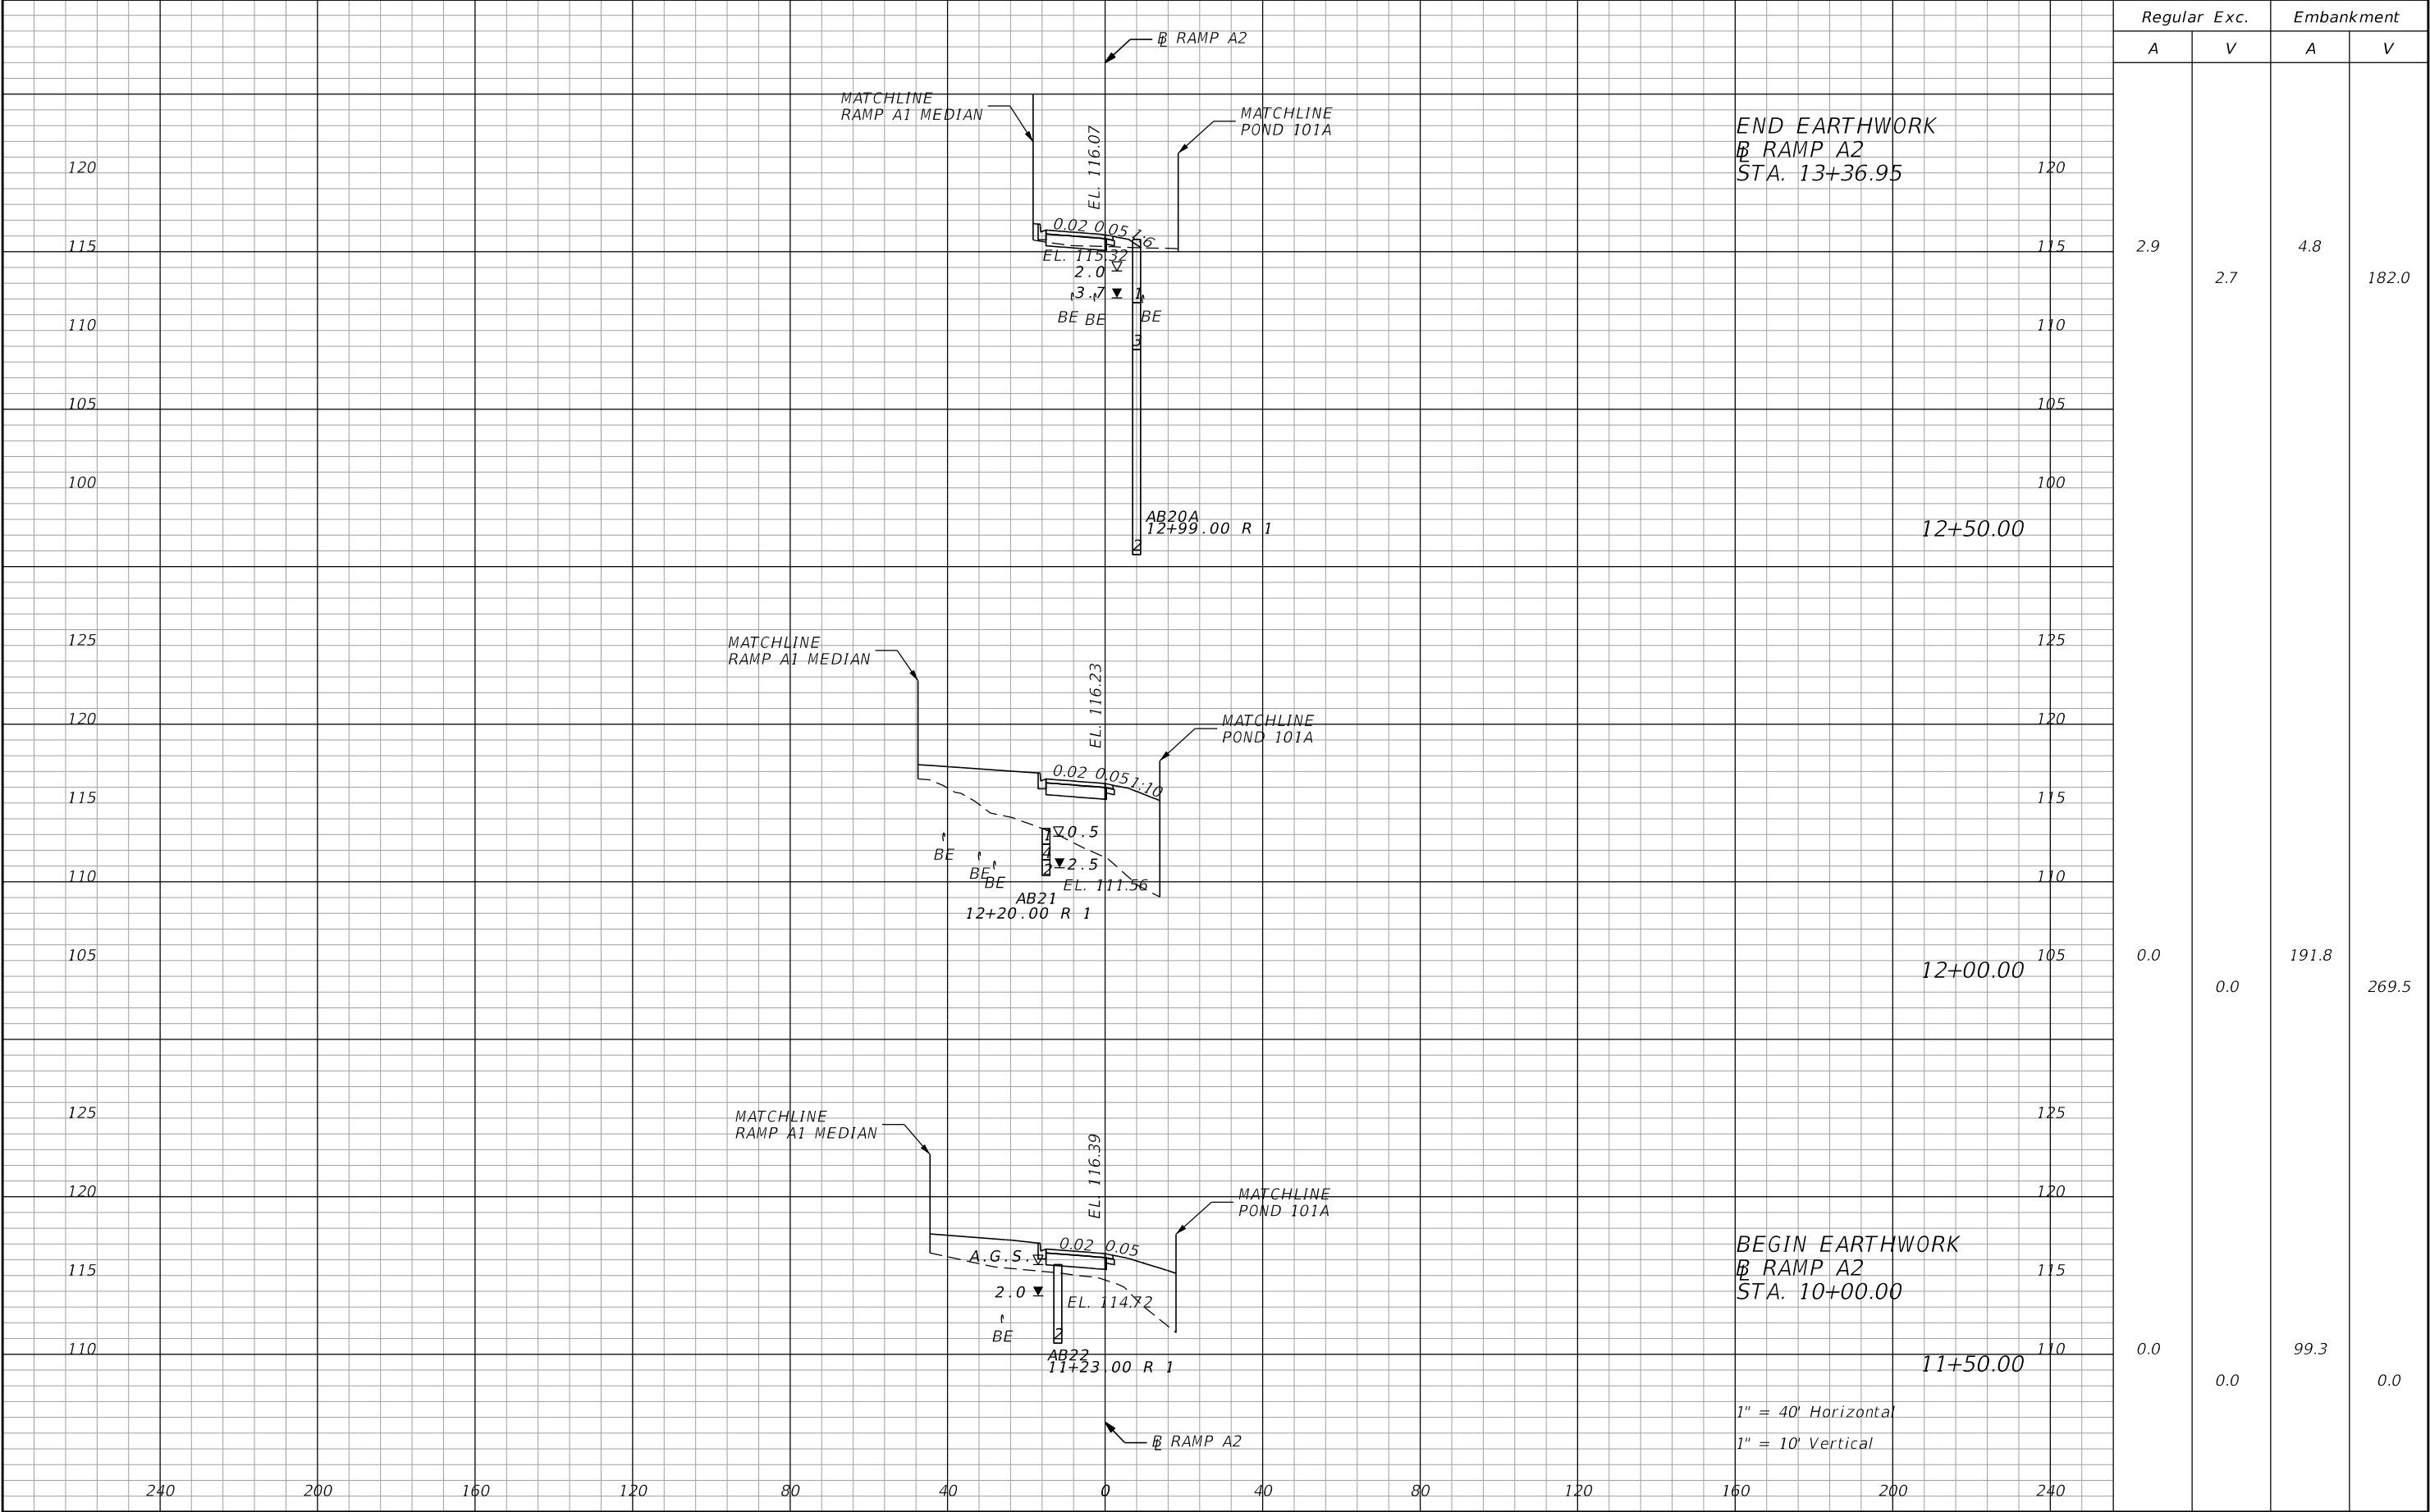 Regular Exc. Embankment
A V A V
℄ RAMP A2
MATCHLINE
RAMP A1 MEDIAN
EL. 116.07
MATCHLINE
POND 101A
END EARTHWORK
℄ RAMP A2
STA. 13+36.95
120 120
0.02 0.05 1:6
115 115 2.9 4.8
EL. 115.32
2.0
2.7 182.0
3.7 1
BE BE BE
110 110
3
105 105
100 100
AB20A
12+99.00 R 1
12+50.00
2
MATCHLINE
RAMP A1 MEDIAN
125 125
EL. 116.23
120 120
MATCHLINE
POND 101A
0.02 0.05 1:10
115 115
1 0.5
BE 4
BE 2 2.5
BE
110 110
EL. 111.56
AB21
12+20.00 R 1
105 105 0.0 191.8
12+00.00
0.0 269.5
125 125
MATCHLINE
RAMP A1 MEDIAN
EL. 116.39
120 120
MATCHLINE
POND 101A
BEGIN EARTHWORK
℄ RAMP A2
STA. 10+00.00
0.02 0.05
A.G.S.
115 115
2.0
EL. 114.72
BE 2
110 110 0.0 99.3
AB22
11+23.00 R 1
11+50.00
0.0 0.0
1" = 40' Horizontal
1" = 10' Vertical
℄ RAMP A2
240 200 160 120 80 40 0 40 80 120 160 200 240